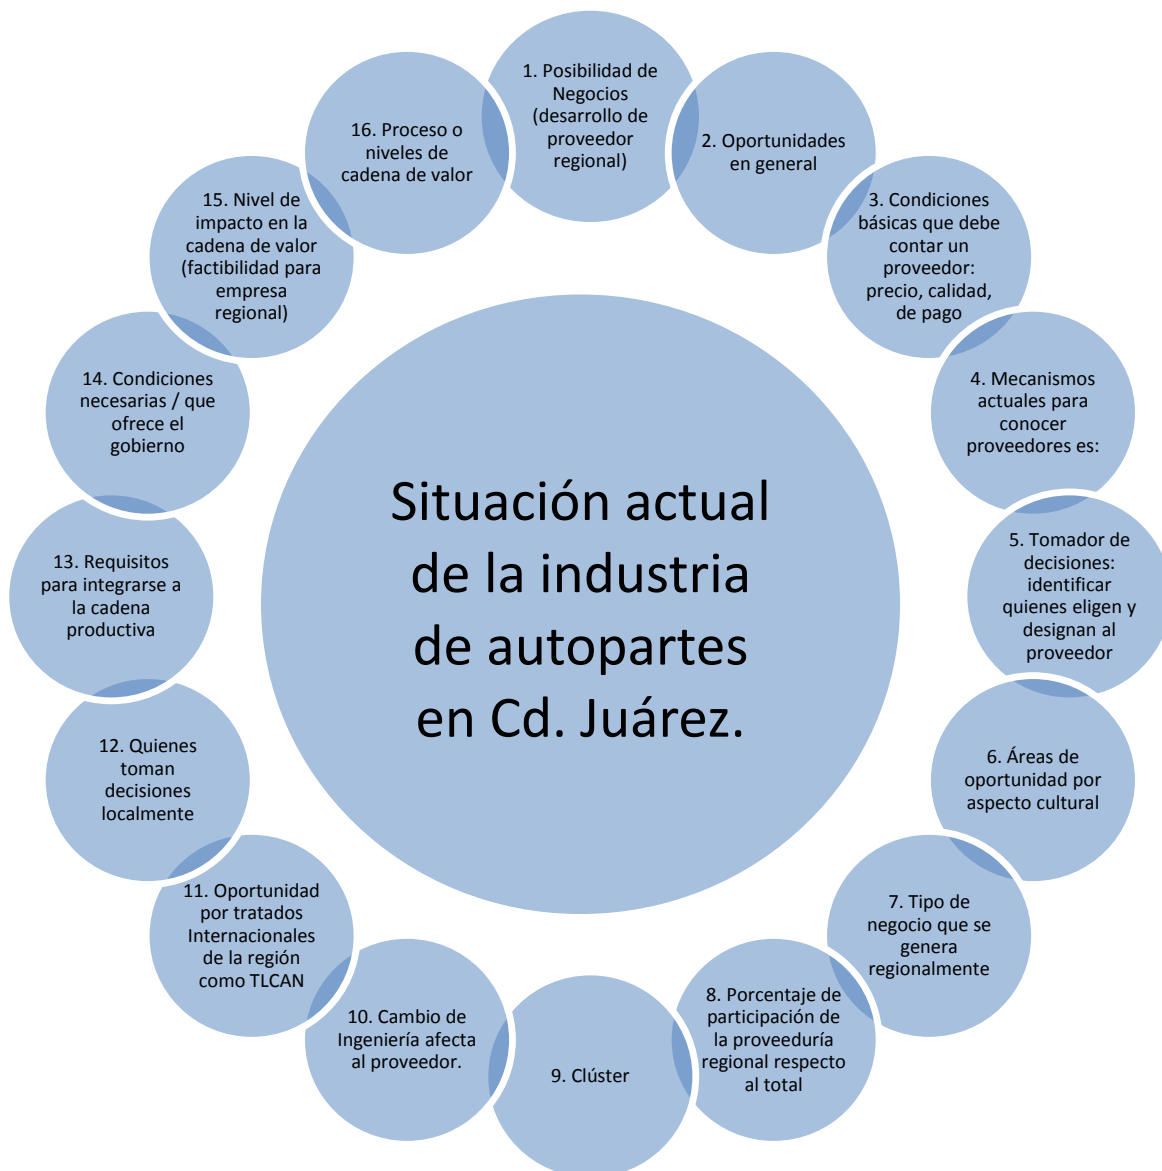 1. Posibilidad de
Negocios
(desarrollo de
proveedor
regional)
2. Oportunidades
en general
3. Condiciones
básicas que debe
contar un
proveedor:
precio, calidad,
de pago
4. Mecanismos
actuales para
conocer
proveedores es:
5. Tomador de
decisiones:
identificar
quienes eligen y
designan al
proveedor
6. Áreas de
oportunidad por
aspecto cultural
7. Tipo de
negocio que se
genera
regionalmente
8. Porcentaje de
participación de
la proveeduría
regional respecto
al total
9. Clúster
10. Cambio de
Ingeniería afecta
al proveedor.
11. Oportunidad
por tratados
Internacionales
de la región
como TLCAN
12. Quienes
toman
decisiones
localmente
13. Requisitos
para integrarse a
la cadena
productiva
14. Condiciones
necesarias / que
ofrece el
gobierno
15. Nivel de
impacto en la
cadena de valor
(factibilidad para
empresa
regional)
16. Proceso o
niveles de
cadena de valor
Situación actual
de la industria
de autopartes
en Cd. Juárez.